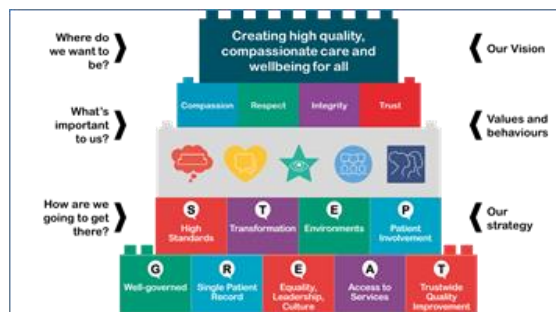 Where do
we want to
be?
Creating high quality,
compassionate care and
wellbeing for all
Our Vision
What's
important
to us?
Compassion
Respect
Integrity
Trust
Values and
behaviours
How are we
going to get
there?
S
High
Standards
T
Transformation
E
Environments
P
Patient
Involvement
Our
strategy
G
Well-governed
R
Single Patient
Record
E
Equality,
Leadership,
Culture
A
Access to
Services
T
Trustwide
Quality
Improvement